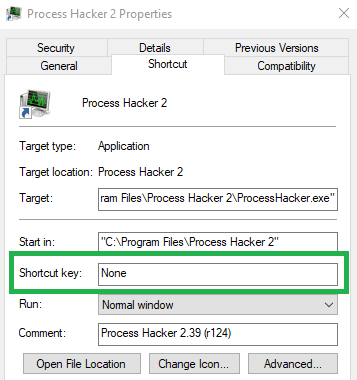 Process Hacker 2 Properties
Security Details Previous Versions
General Shortcut Compatibility
Process Hacker 2
Target type: Application
Target location: Process Hacker 2
Target: ram Files\Process Hacker 2\ProcessHacker.exe"
Start in: "C:\Program Files\Process Hacker 2"
Shortcut key: None
Run: Normal window
Comment: Process Hacker 2.39 (r124)
Open File Location Change Icon... Advanced...